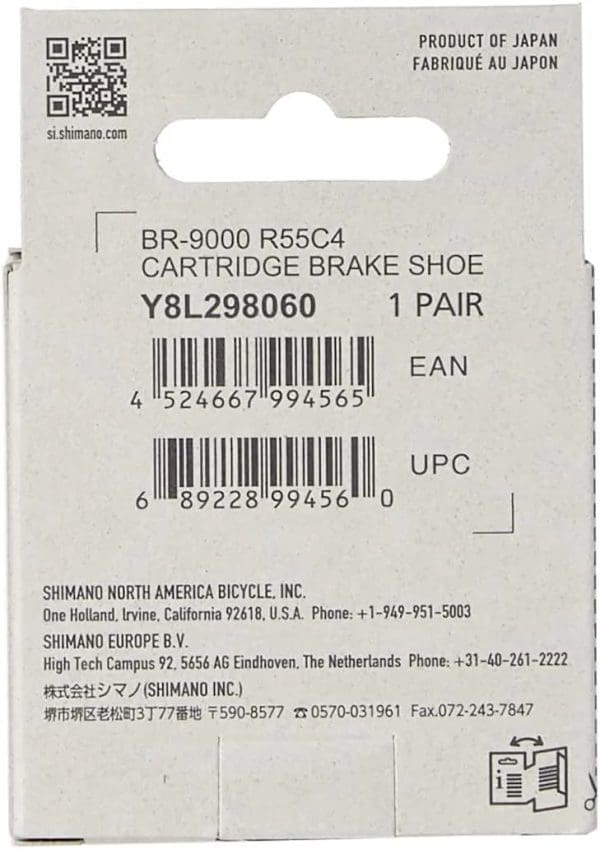 PRODUCT OF JAPAN
FABRIQUÉ AU JAPON
si.shimano.com
BR-9000 R55C4
CARTRIDGE BRAKE SHOE
Y8L298060 1 PAIR
EAN
4 524667 994565
UPC
6 89228 99456 0
SHIMANO NORTH AMERICA BICYCLE, INC.
One Holland, Irvine, California 92618, U.S.A. Phone: +1-949-951-5003
SHIMANO EUROPE B.V.
High Tech Campus 92, 5656 AG Eindhoven, The Netherlands Phone: +31-40-261-2222
株式会社シマノ(SHIMANO INC.)
堺市堺区老松町3丁77番地 〒590-8577 ☎0570-031961 Fax.072-243-7847
i